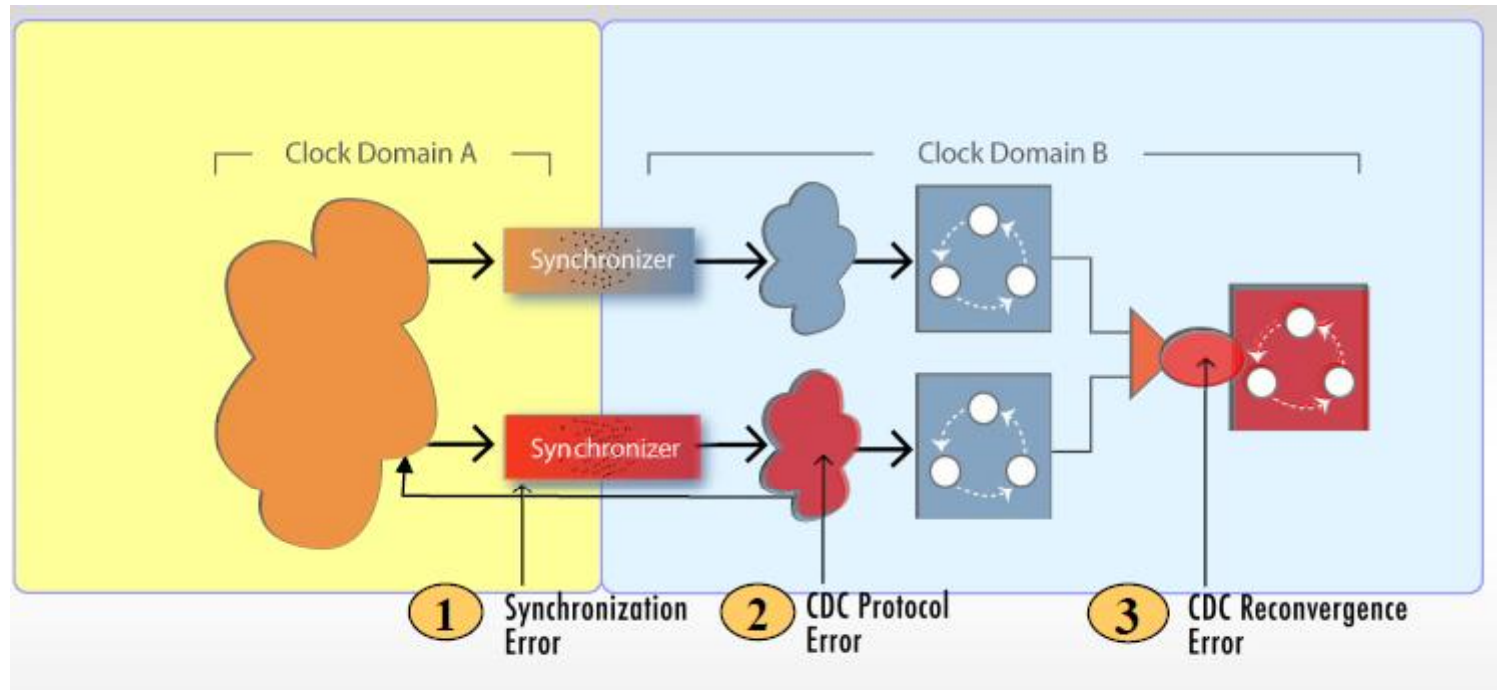 Clock Domain A
Clock Domain B
Synchronizer
Synchronizer
1 Synchronization
Error
2 CDC Protocol
Error
3 CDC Reconvergence
Error